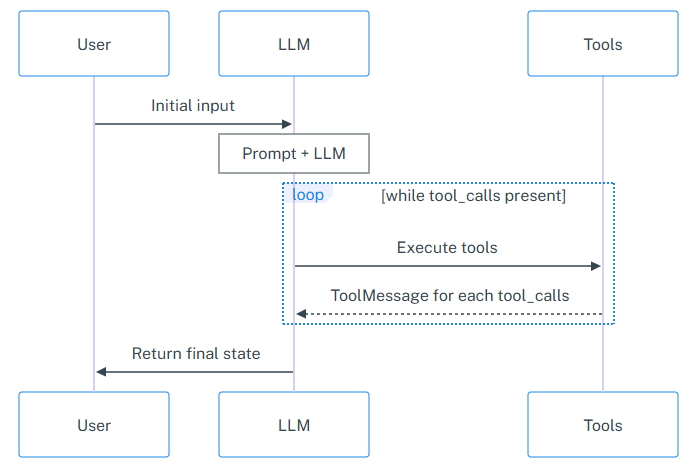 User
LLM
Tools
Initial input
Prompt + LLM
loop
[while tool_calls present]
Execute tools
ToolMessage for each tool_calls
Return final state
User
LLM
Tools